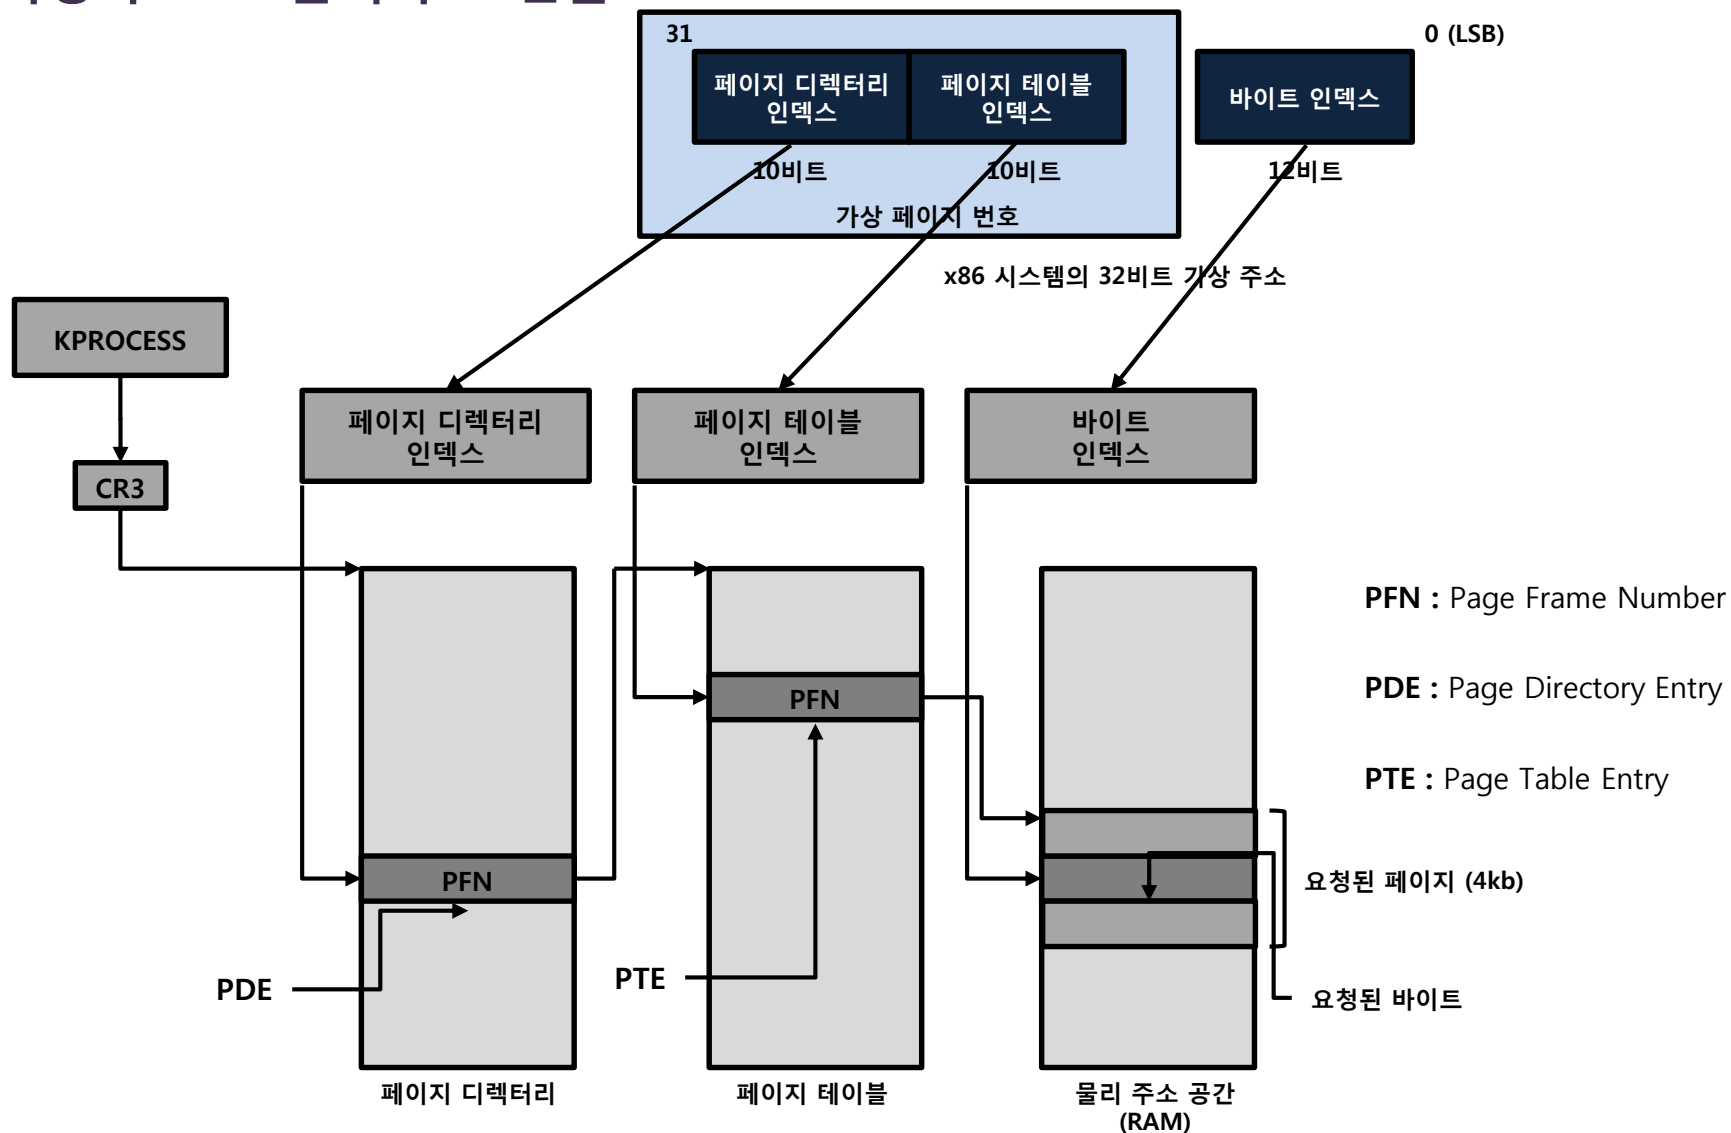 31
0 (LSB)
페이지 디렉터리
인덱스
페이지 테이블
인덱스
바이트 인덱스
10비트
10비트
12비트
가상 페이지 번호
x86 시스템의 32비트 가상 주소
KPROCESS
CR3
페이지 디렉터리
인덱스
페이지 테이블
인덱스
바이트
인덱스
PFN : Page Frame Number
PDE : Page Directory Entry
PTE : Page Table Entry
PFN
PFN
요청된 페이지 (4kb)
PDE
PTE
요청된 바이트
페이지 디렉터리
페이지 테이블
물리 주소 공간
(RAM)